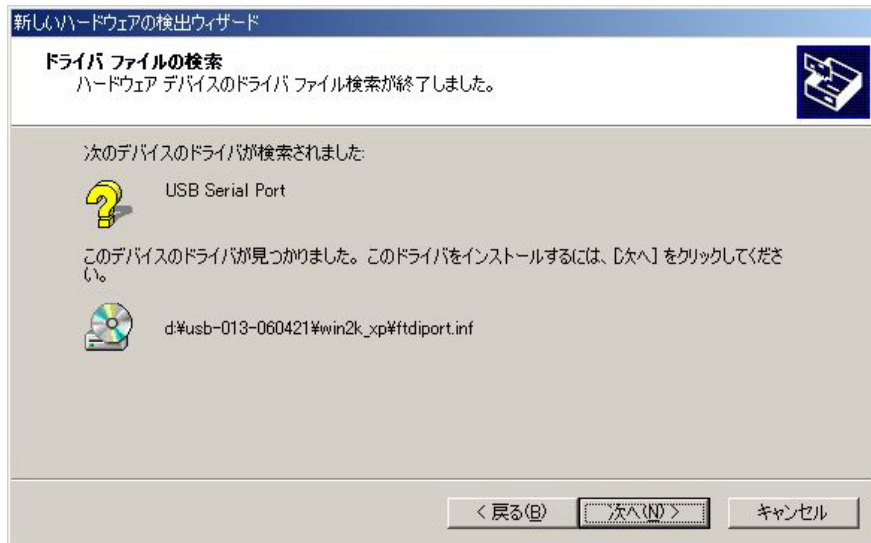 新しいハードウェアの検出ウィザード
ドライバ ファイルの検索
ハードウェア デバイスのドライバ ファイル検索が終了しました。
次のデバイスのドライバが検索されました:
USB Serial Port
このデバイスのドライバが見つかりました。このドライバをインストールするには、[次へ] をクリックしてくださ
い。
d:¥usb-013-060421¥win2k_xp¥ftdiport.inf
< 戻る(B)
次へ(N) >
キャンセル